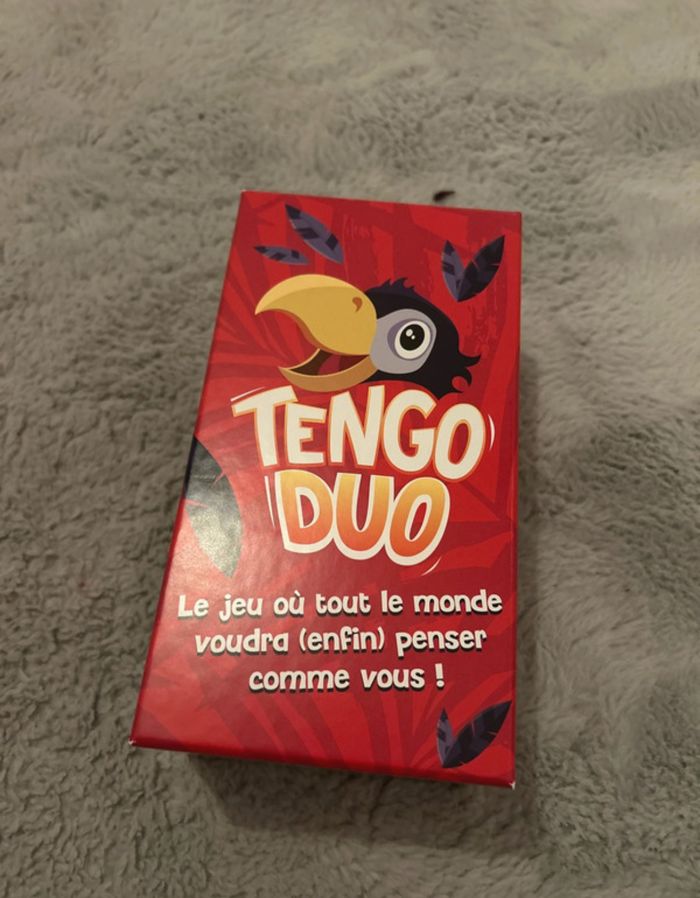 TENGO
DUO
Le jeu où tout le monde
voudra (enfin) penser
comme vous !